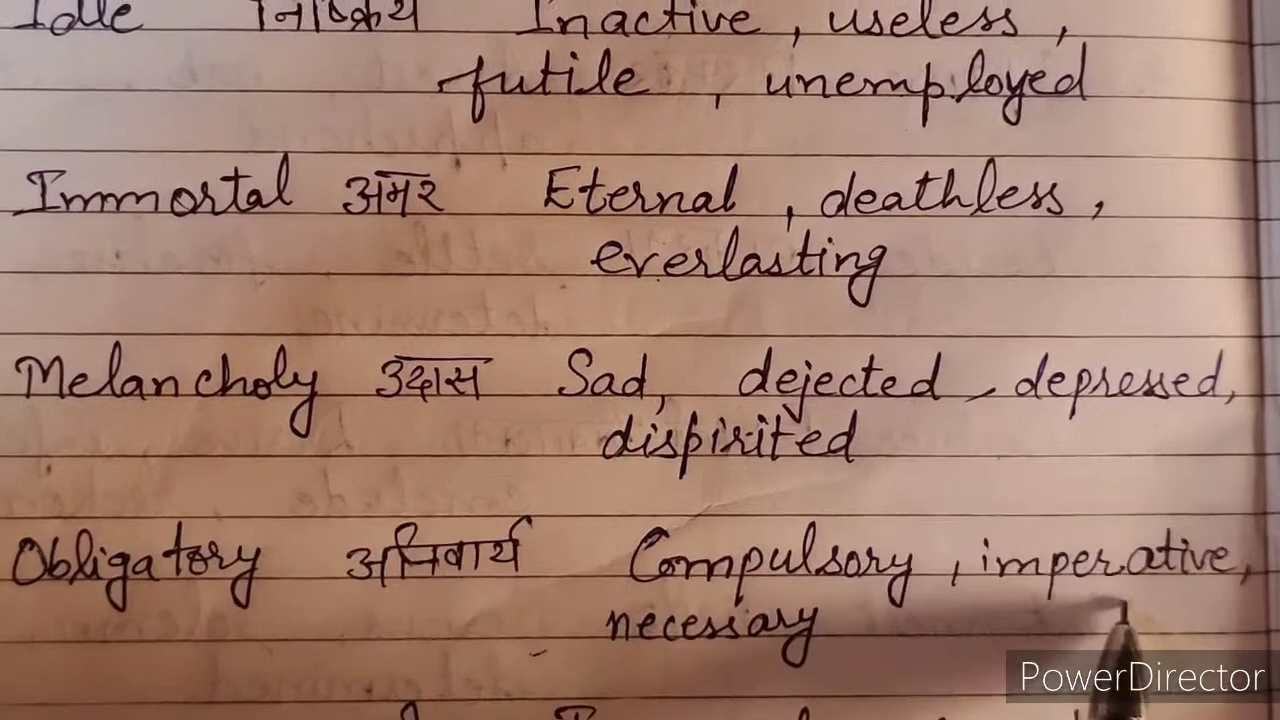 Idle निष्क्रिय Inactive, useless,
futile, unemployed
Immortal अमर Eternal, deathless,
everlasting
Melancholy उदास Sad, dejected, depressed,
dispirited
Obligatory अनिवार्य Compulsory, imperative,
necessary
PowerDirector